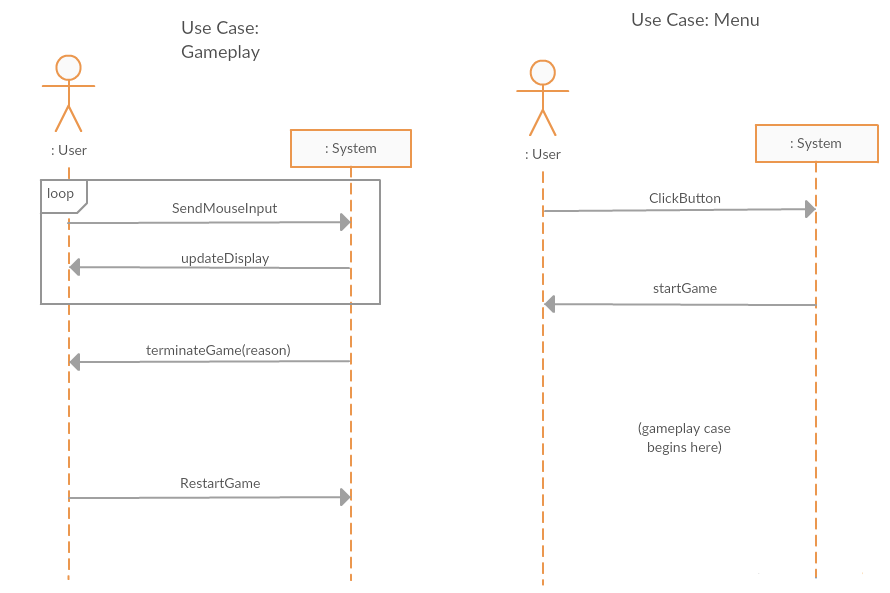 Use Case:
Gameplay
: User
: System
loop
SendMouseInput
updateDisplay
terminateGame(reason)
RestartGame
Use Case: Menu
: User
: System
ClickButton
startGame
(gameplay case
begins here)